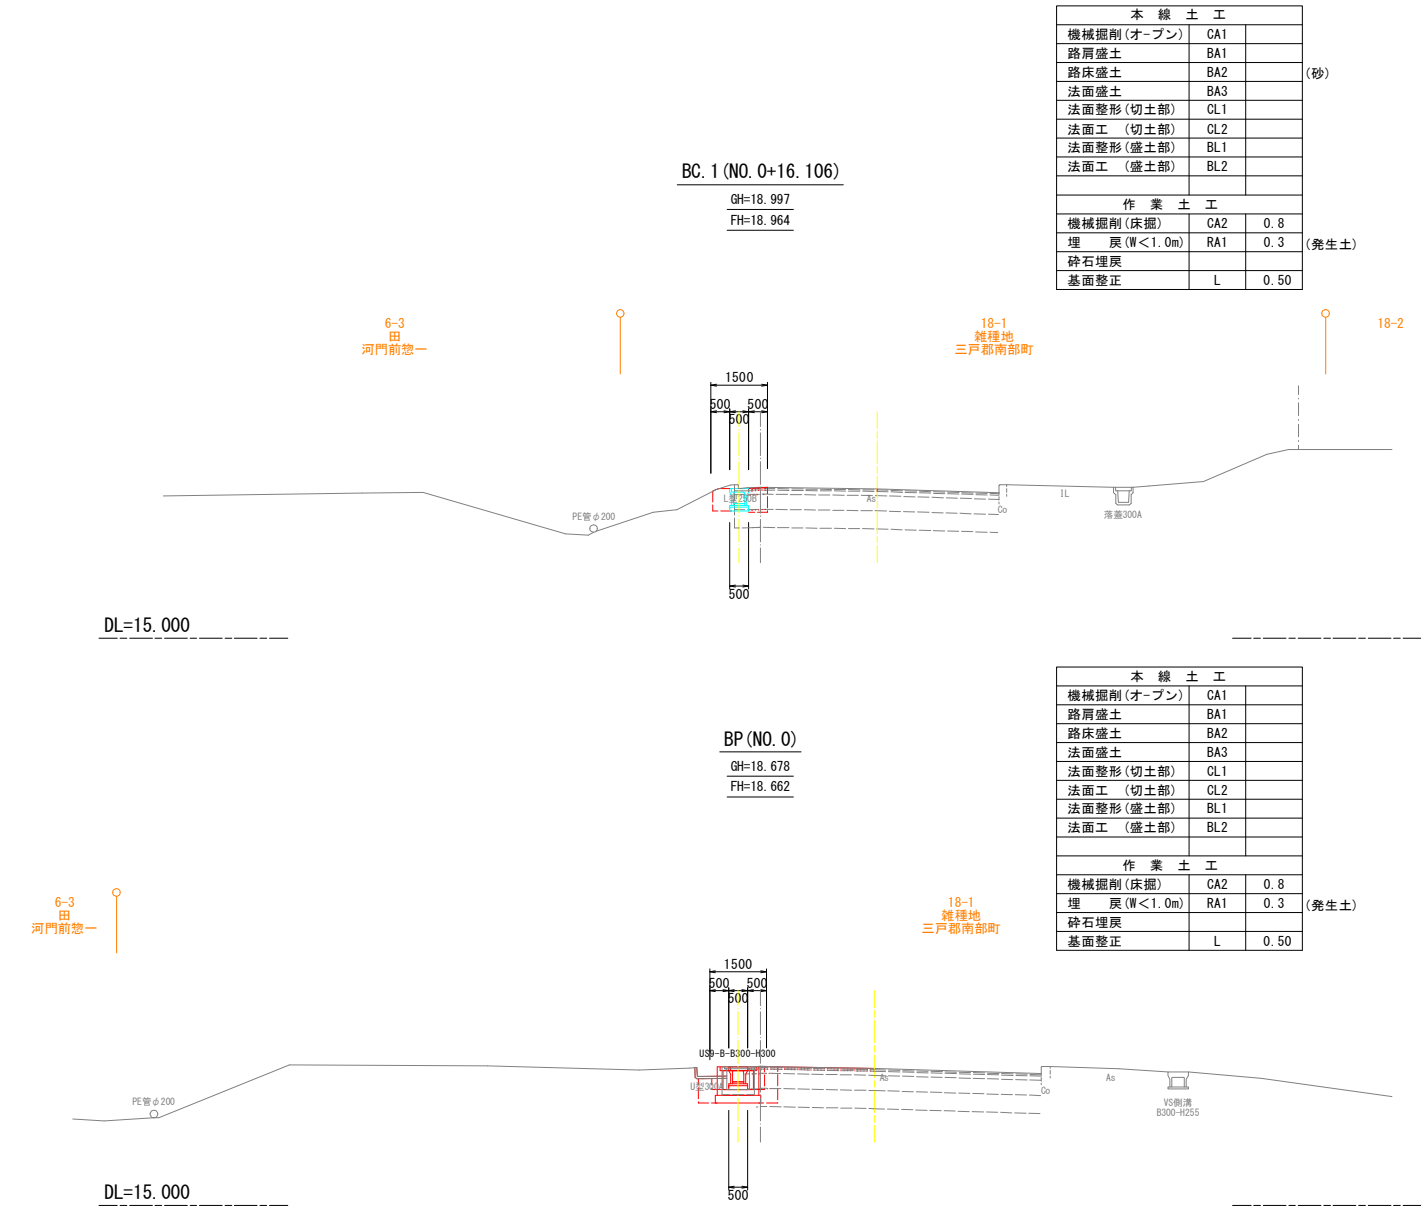 本 線 土 工
機械掘削(オープン) CA1
路肩盛土 BA1
路床盛土 BA2 (砂)
法面盛土 BA3
法面整形(切土部) CL1
法面工 (切土部) CL2
法面整形(盛土部) BL1
法面工 (盛土部) BL2
作 業 土 工
機械掘削(床掘) CA2 0.8
埋 戻(W<1.0m) RA1 0.3 (発生土)
砕石埋戻
基面整正 L 0.50
BC.1(NO.0+16.106)
GH=18.997
FH=18.964
6-3
田
河門前惣一
18-1
雑種地
三戸郡南部町
18-2
1500
500 500
500
L型250B
As
1L
Co
落蓋300A
PE管φ200
500
DL=15.000
本 線 土 工
機械掘削(オープン) CA1
路肩盛土 BA1
路床盛土 BA2
法面盛土 BA3
法面整形(切土部) CL1
法面工 (切土部) CL2
法面整形(盛土部) BL1
法面工 (盛土部) BL2
作 業 土 工
機械掘削(床掘) CA2 0.8
埋 戻(W<1.0m) RA1 0.3 (発生土)
砕石埋戻
基面整正 L 0.50
BP(NO.0)
GH=18.678
FH=18.662
6-3
田
河門前惣一
18-1
雑種地
三戸郡南部町
1500
500 500
500
US9-B-B300-H300
U型300A
As
Co
As
PE管φ200
VS側溝
B300-H255
500
DL=15.000